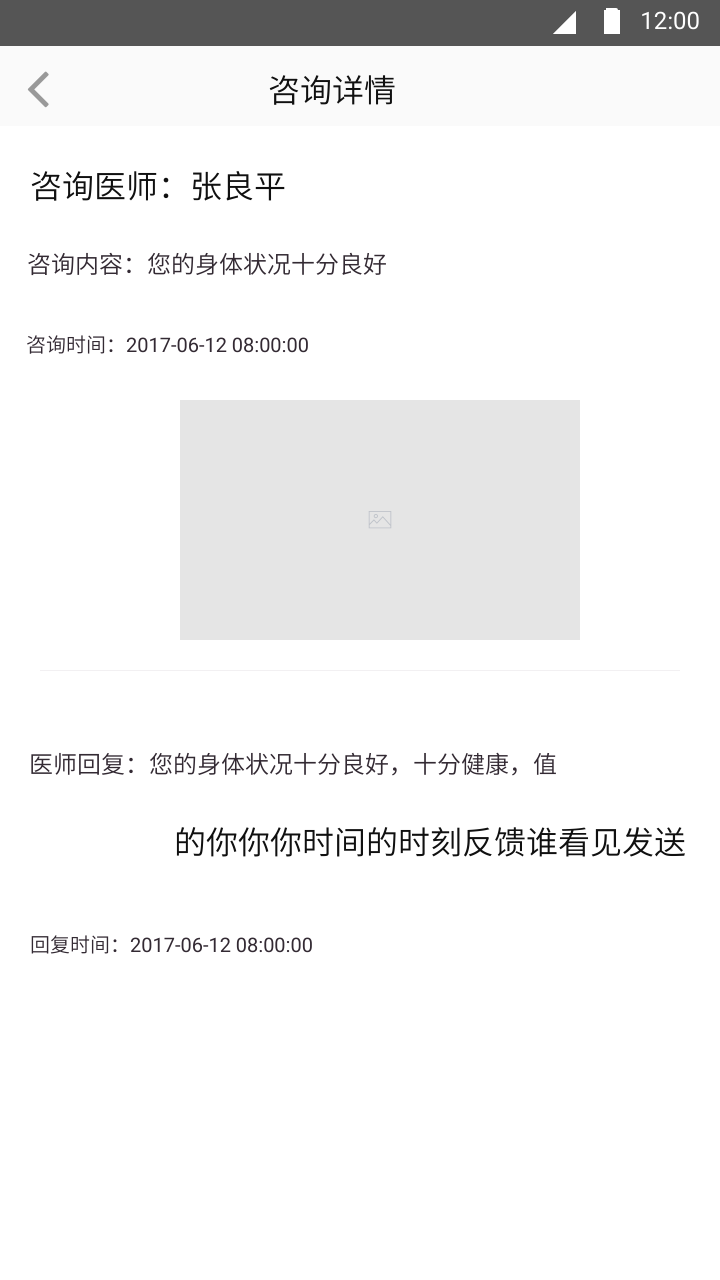 12:00
咨询详情
咨询医师：张良平
咨询内容：您的身体状况十分良好
咨询时间：2017-06-12 08:00:00
医师回复：您的身体状况十分良好，十分健康，值
的你你你时间的时刻反馈谁看见发送
回复时间：2017-06-12 08:00:00